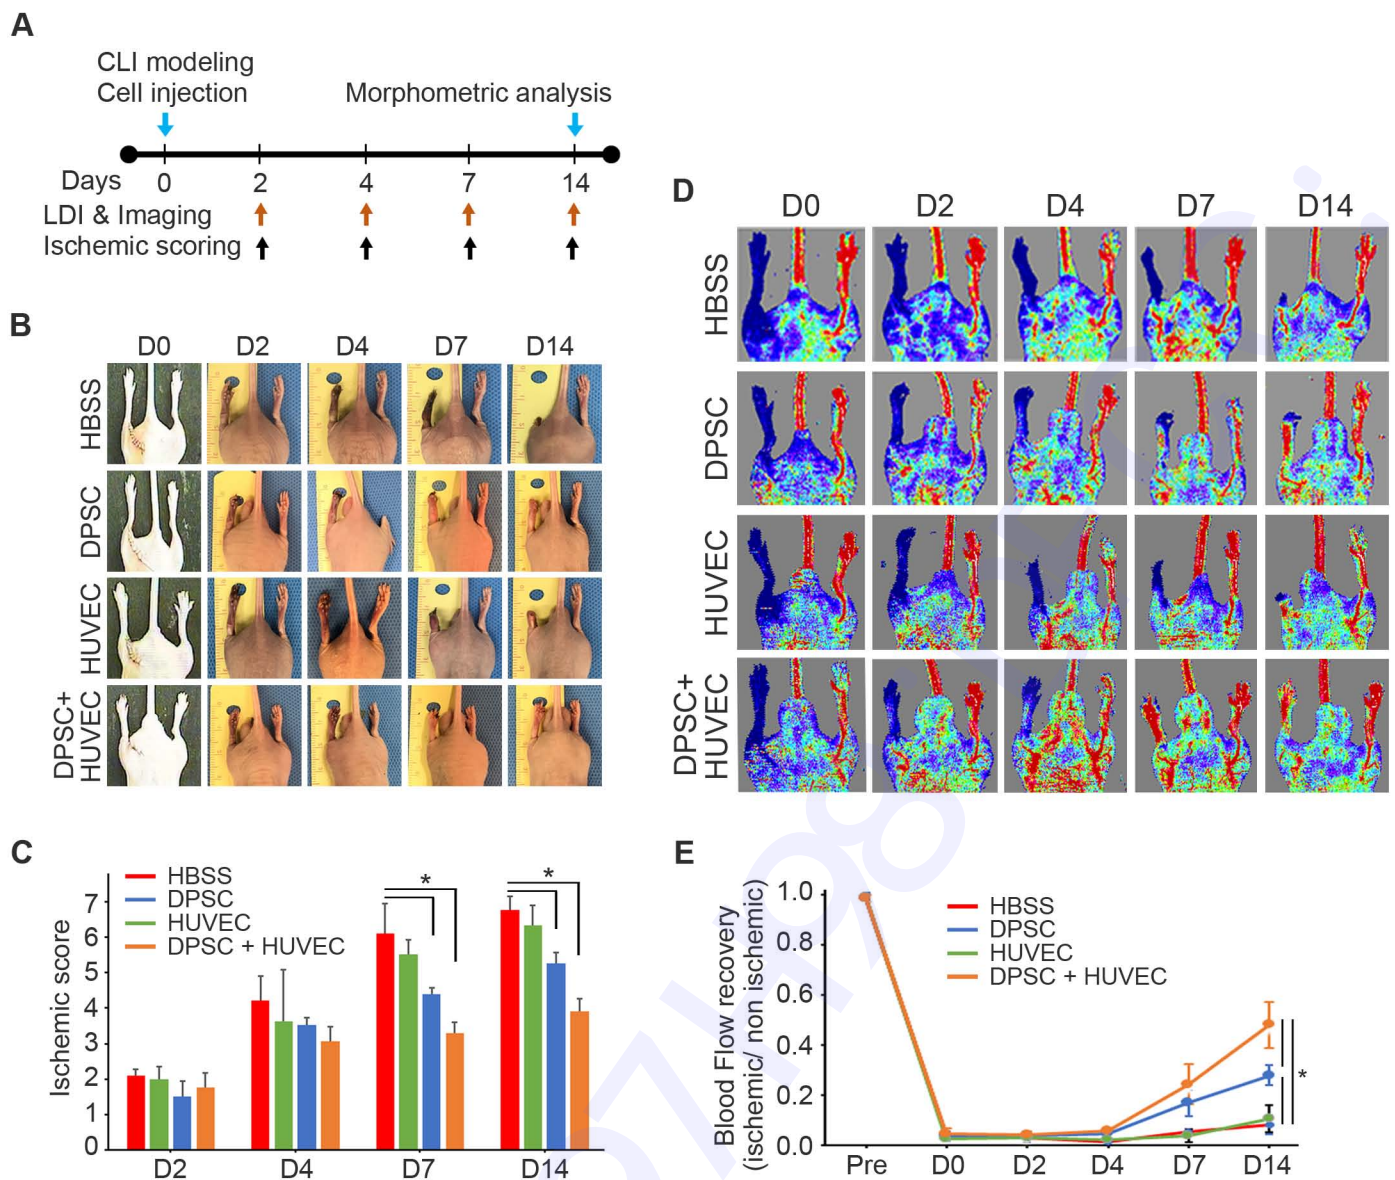 A
CLI modeling
Cell injection
Morphometric analysis
Days 0 2 4 7 14
LDI & Imaging
Ischemic scoring
B
D0 D2 D4 D7 D14
HBSS
DPSC
HUVEC
DPSC+
HUVEC
C
HBSS
DPSC
HUVEC
DPSC + HUVEC
Ischemic score
7
6
5
4
3
2
1
0
* *
D2 D4 D7 D14
D
D0 D2 D4 D7 D14
HBSS
DPSC
HUVEC
DPSC+
HUVEC
E
Blood Flow recovery
(ischemic/ non ischemic)
1.0
0.8
0.6
0.4
0.2
0.0
HBSS
DPSC
HUVEC
DPSC + HUVEC
*
Pre D0 D2 D4 D7 D14